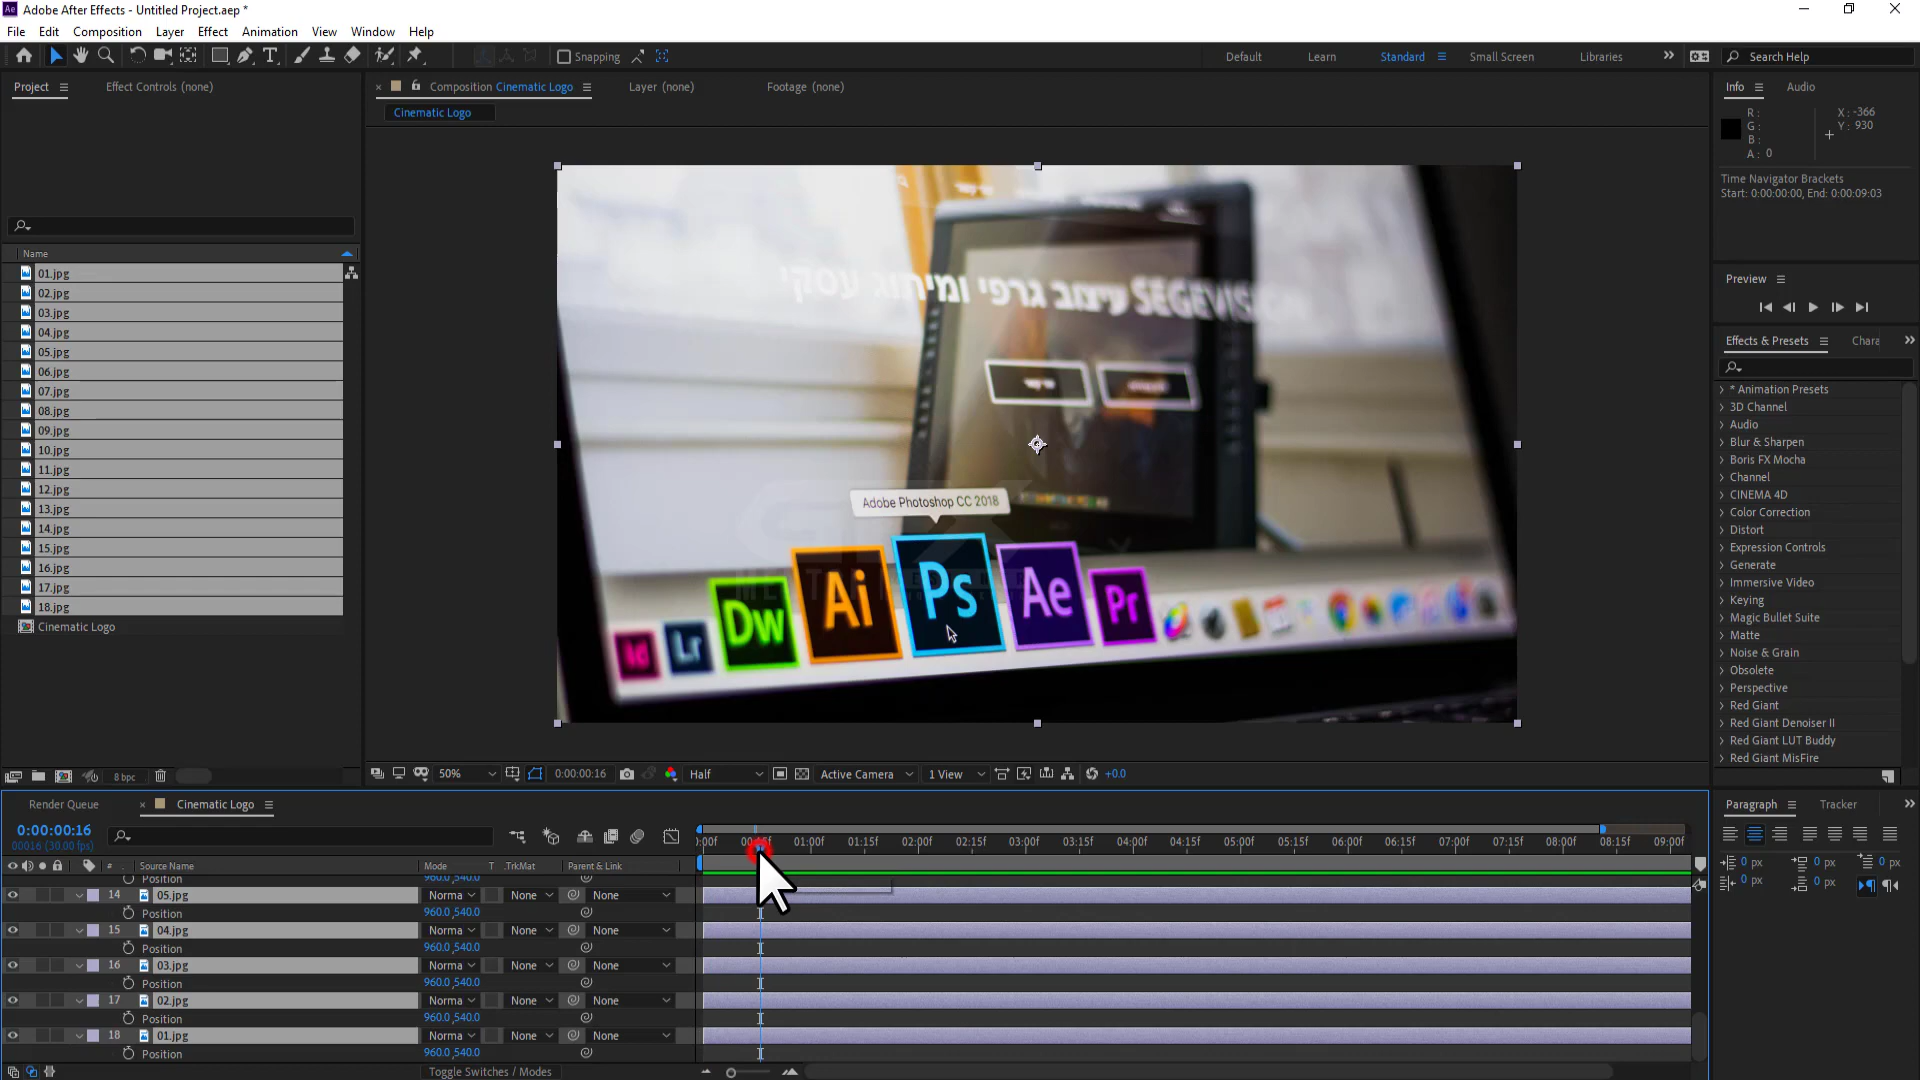 Ae Adobe After Effects - Untitled Project.aep *
File Edit Composition Layer Effect Animation View Window Help
Snapping
Default Learn Standard Small Screen Libraries
Search Help
Project
Effect Controls (none)
Composition Cinematic Logo
Layer (none)
Footage (none)
Cinematic Logo
Name
01.jpg
02.jpg
03.jpg
04.jpg
05.jpg
06.jpg
07.jpg
08.jpg
09.jpg
10.jpg
11.jpg
12.jpg
13.jpg
14.jpg
15.jpg
16.jpg
17.jpg
18.jpg
Cinematic Logo
8 bpc
Adobe Photoshop CC 2018
Id Lr Dw Ai Ps Ae Pr
50% 0:00:00:16 Half Active Camera 1 View +0.0
Info Audio
R :
G :
B :
A : 0
X : -366
Y : 930
Time Navigator Brackets
Start: 0:00:00:00, End: 0:00:09:03
Preview
Effects & Presets Chara
* Animation Presets
3D Channel
Audio
Blur & Sharpen
Boris FX Mocha
Channel
CINEMA 4D
Color Correction
Distort
Expression Controls
Generate
Immersive Video
Keying
Magic Bullet Suite
Matte
Noise & Grain
Obsolete
Perspective
Red Giant
Red Giant Denoiser II
Red Giant LUT Buddy
Red Giant MisFire
Paragraph Tracker
0 px 0 px 0 px
0 px 0 px
Render Queue
Cinematic Logo
0:00:00:16
00016 (30.00 fps)
# Source Name Mode T .TrkMat Parent & Link
:00f 01:00f 01:15f 02:00f 02:15f 03:00f 03:15f 04:00f 04:15f 05:00f 05:15f 06:00f 06:15f 07:00f 07:15f 08:00f 08:15f 09:00f
Position 960.0,540.0
14 05.jpg Norma None None
Position 960.0,540.0
15 04.jpg Norma None None
Position 960.0,540.0
16 03.jpg Norma None None
Position 960.0,540.0
17 02.jpg Norma None None
Position 960.0,540.0
18 01.jpg Norma None None
Position 960.0,540.0
Toggle Switches / Modes